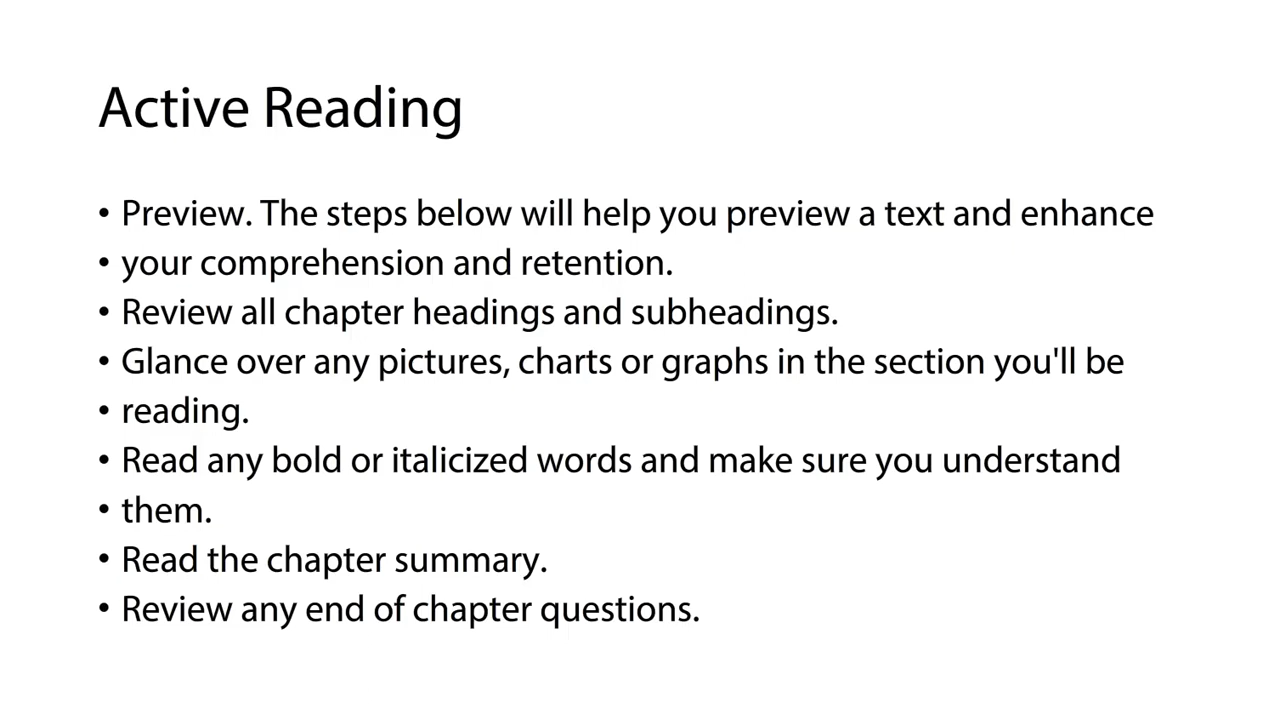 Active Reading
• Preview. The steps below will help you preview a text and enhance
• your comprehension and retention.
• Review all chapter headings and subheadings.
• Glance over any pictures, charts or graphs in the section you'll be
• reading.
• Read any bold or italicized words and make sure you understand
• them.
• Read the chapter summary.
• Review any end of chapter questions.